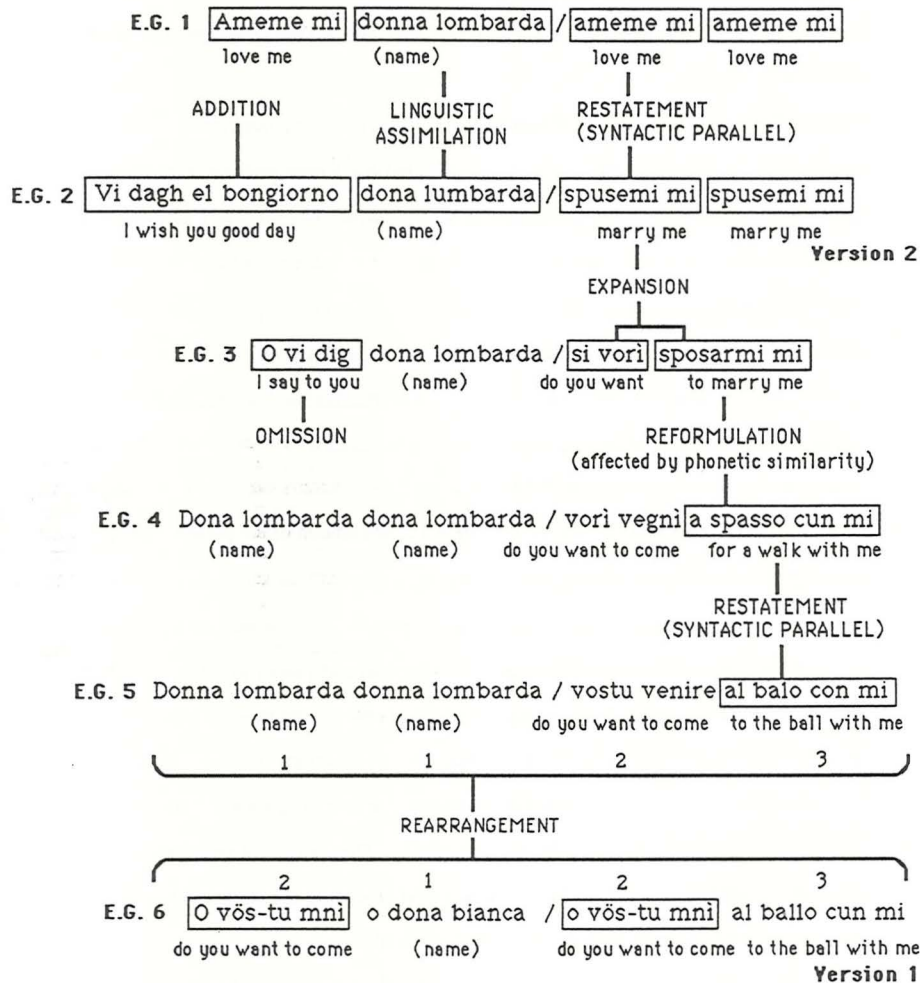 E.G. 1 Ameme mi donna lombarda / ameme mi ameme mi
love me (name) love me love me
ADDITION LINGUISTIC ASSIMILATION RESTATEMENT (SYNTACTIC PARALLEL)
E.G. 2 Vi dagh el bongiorno dona lumbarda / spusemi mi spusemi mi
I wish you good day (name) marry me marry me
Version 2
EXPANSION
E.G. 3 O vi dig dona lombarda / si vorì sposarmi mi
I say to you (name) do you want to marry me
OMISSION REFORMULATION
(affected by phonetic similarity)
E.G. 4 Dona lombarda dona lombarda / vorì vegnì a spasso cun mi
(name) (name) do you want to come for a walk with me
RESTATEMENT
(SYNTACTIC PARALLEL)
E.G. 5 Donna lombarda donna lombarda / vostu venire al balo con mi
(name) (name) do you want to come to the ball with me
1 1 2 3
REARRANGEMENT
2 1 2 3
E.G. 6 O vös-tu mnì o dona bianca / o vös-tu mnì al ballo cun mi
do you want to come (name) do you want to come to the ball with me
Version 1